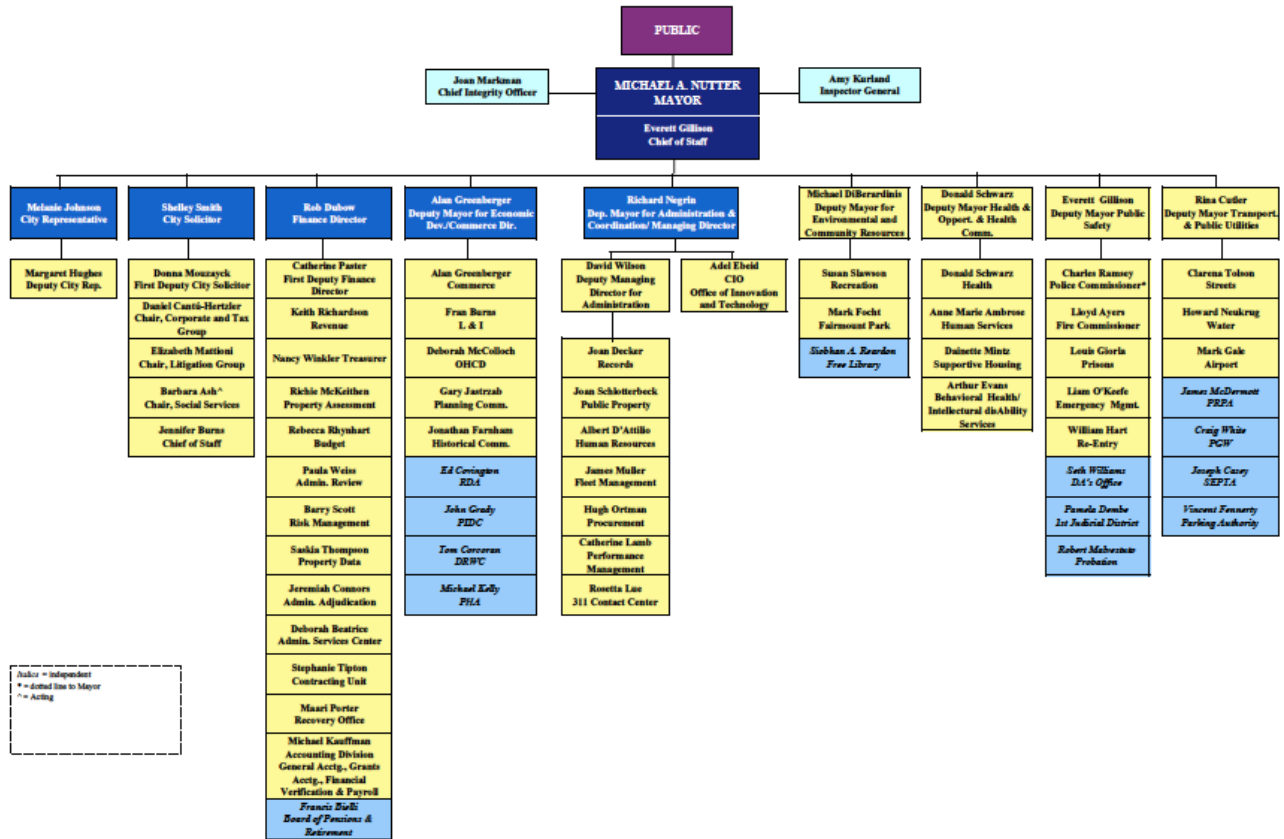 PUBLIC
Joan Markman
Chief Integrity Officer
MICHAEL A. NUTTER
MAYOR
Everett Gillison
Chief of Staff
Amy Kurland
Inspector General
Melanie Johnson
City Representative
Shelley Smith
City Solicitor
Rob Dubow
Finance Director
Alan Greenberger
Deputy Mayor for Economic
Dev./Commerce Dir.
Richard Negrin
Dep. Mayor for Administration &
Coordination/ Managing Director
Michael DiBerardinis
Deputy Mayor for
Environmental and
Community Resources
Donald Schwarz
Deputy Mayor Health &
Opport. & Health
Comm.
Everett Gillison
Deputy Mayor Public
Safety
Rina Cutler
Deputy Mayor Transport.
& Public Utilities
Margaret Hughes
Deputy City Rep.
Donna Mouzayck
First Deputy City Solicitor
Daniel Cantú-Hertzler
Chair, Corporate and Tax
Group
Elizabeth Mattioni
Chair, Litigation Group
Barbara Ash^
Chair, Social Services
Jennifer Burns
Chief of Staff
Catherine Paster
First Deputy Finance
Director
Keith Richardson
Revenue
Nancy Winkler Treasurer
Richie McKeithen
Property Assessment
Rebecca Rhynhart
Budget
Paula Weiss
Admin. Review
Barry Scott
Risk Management
Saskia Thompson
Property Data
Jeremiah Connors
Admin. Adjudication
Deborah Beatrice
Admin. Services Center
Stephanie Tipton
Contracting Unit
Maari Porter
Recovery Office
Michael Kauffman
Accounting Division
General Acctg., Grants
Acctg., Financial
Verification & Payroll
Francis Bielli
Board of Pensions &
Retirement
Alan Greenberger
Commerce
Fran Burns
L & I
Deborah McColloch
OHCD
Gary Jastrzab
Planning Comm.
Jonathan Farnham
Historical Comm.
Ed Covington
RDA
John Grady
PIDC
Tom Corcoran
DRWC
Michael Kelly
PHA
David Wilson
Deputy Managing
Director for
Administration
Adel Ebeid
CIO
Office of Innovation
and Technology
Joan Decker
Records
Joan Schlotterbeck
Public Property
Albert D'Attilio
Human Resources
James Muller
Fleet Management
Hugh Ortman
Procurement
Catherine Lamb
Performance
Management
Rosetta Lue
311 Contact Center
Susan Slawson
Recreation
Mark Focht
Fairmount Park
Siobhan A. Reardon
Free Library
Donald Schwarz
Health
Anne Marie Ambrose
Human Services
Dainette Mintz
Supportive Housing
Arthur Evans
Behavioral Health/
Intellectural disAbility
Services
Charles Ramsey
Police Commissioner*
Lloyd Ayers
Fire Commissioner
Louis Giorla
Prisons
Liam O'Keefe
Emergency Mgmt.
William Hart
Re-Entry
Seth Williams
DA's Office
Pamela Dembe
1st Judicial District
Robert Malvestuto
Probation
Clarena Tolson
Streets
Howard Neukrug
Water
Mark Gale
Airport
James McDermott
PRPA
Craig White
PGW
Joseph Casey
SEPTA
Vincent Fennerty
Parking Authority
Italics = independent
* = dotted line to Mayor
^ = Acting